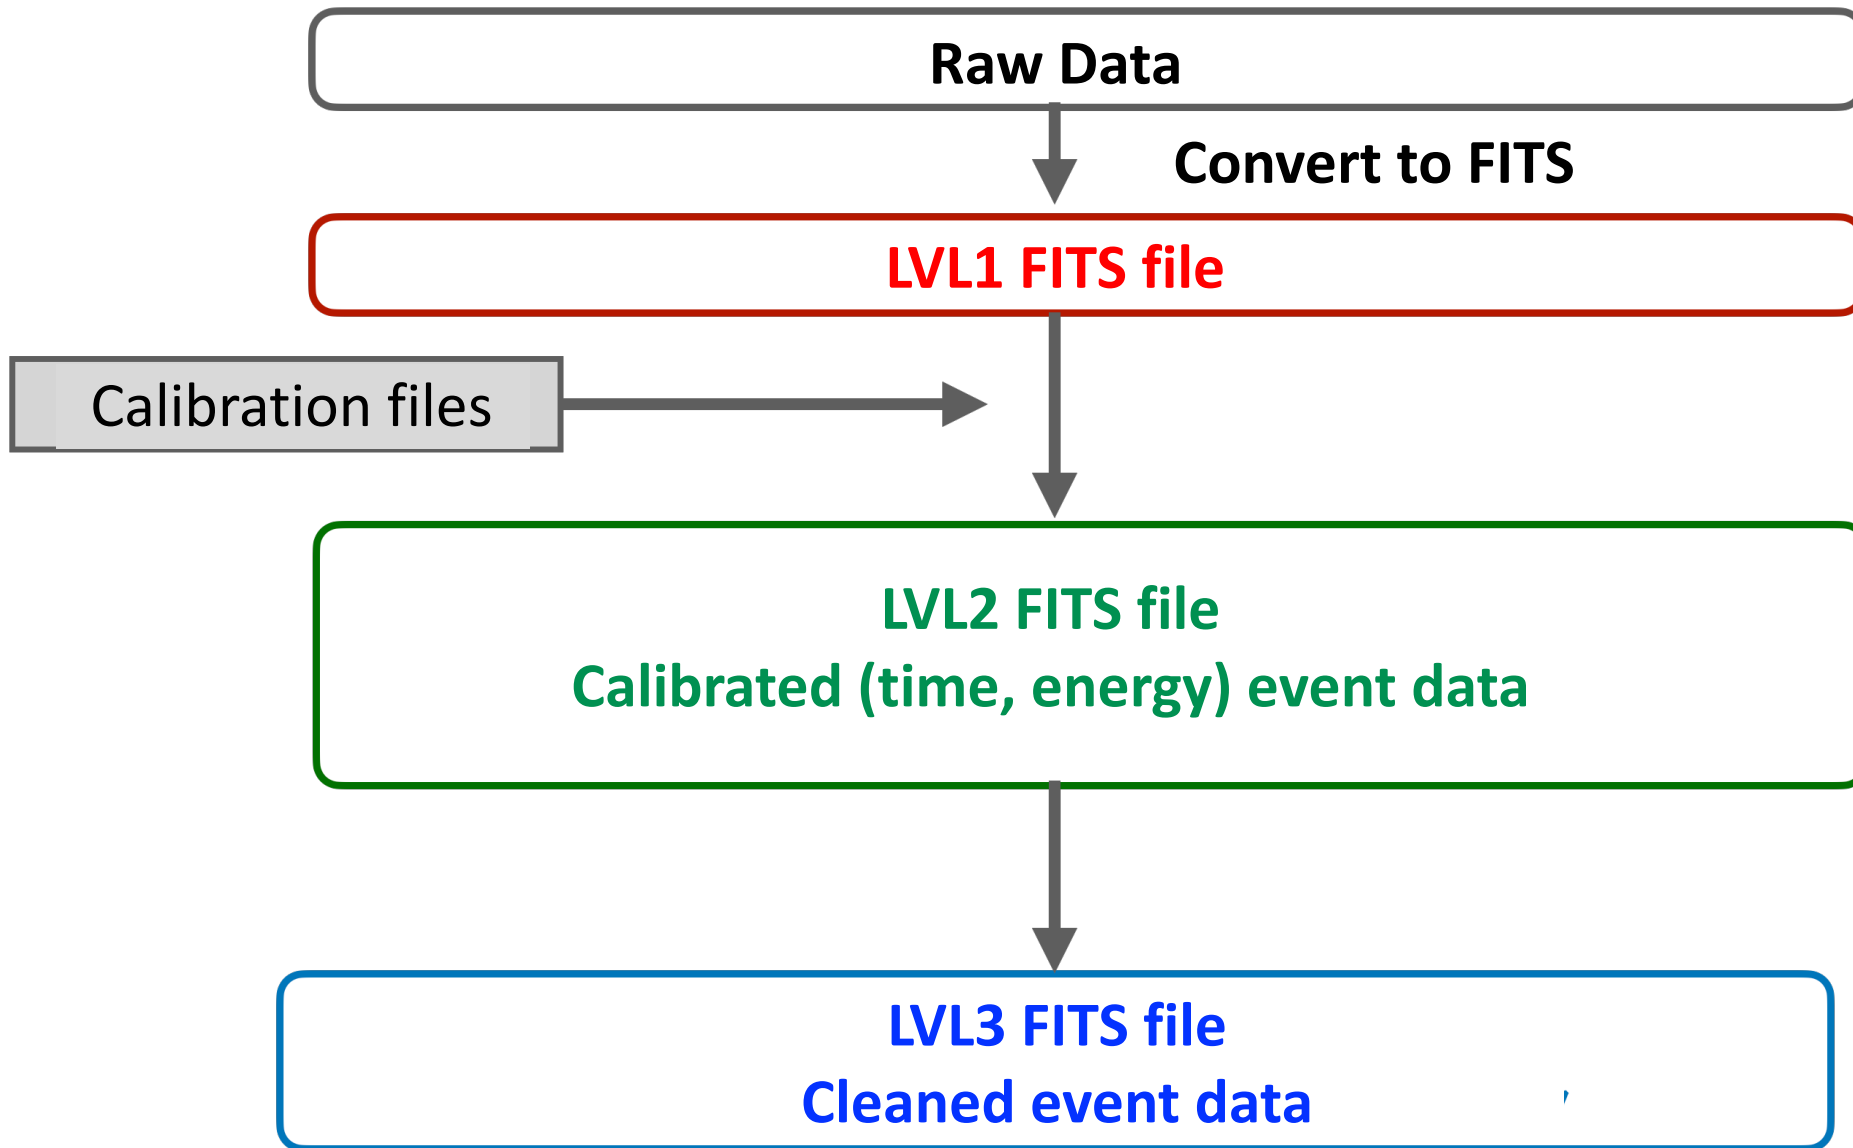 Raw Data
Convert to FITS
LVL1 FITS file
Calibration files
LVL2 FITS file
Calibrated (time, energy) event data
LVL3 FITS file
Cleaned event data